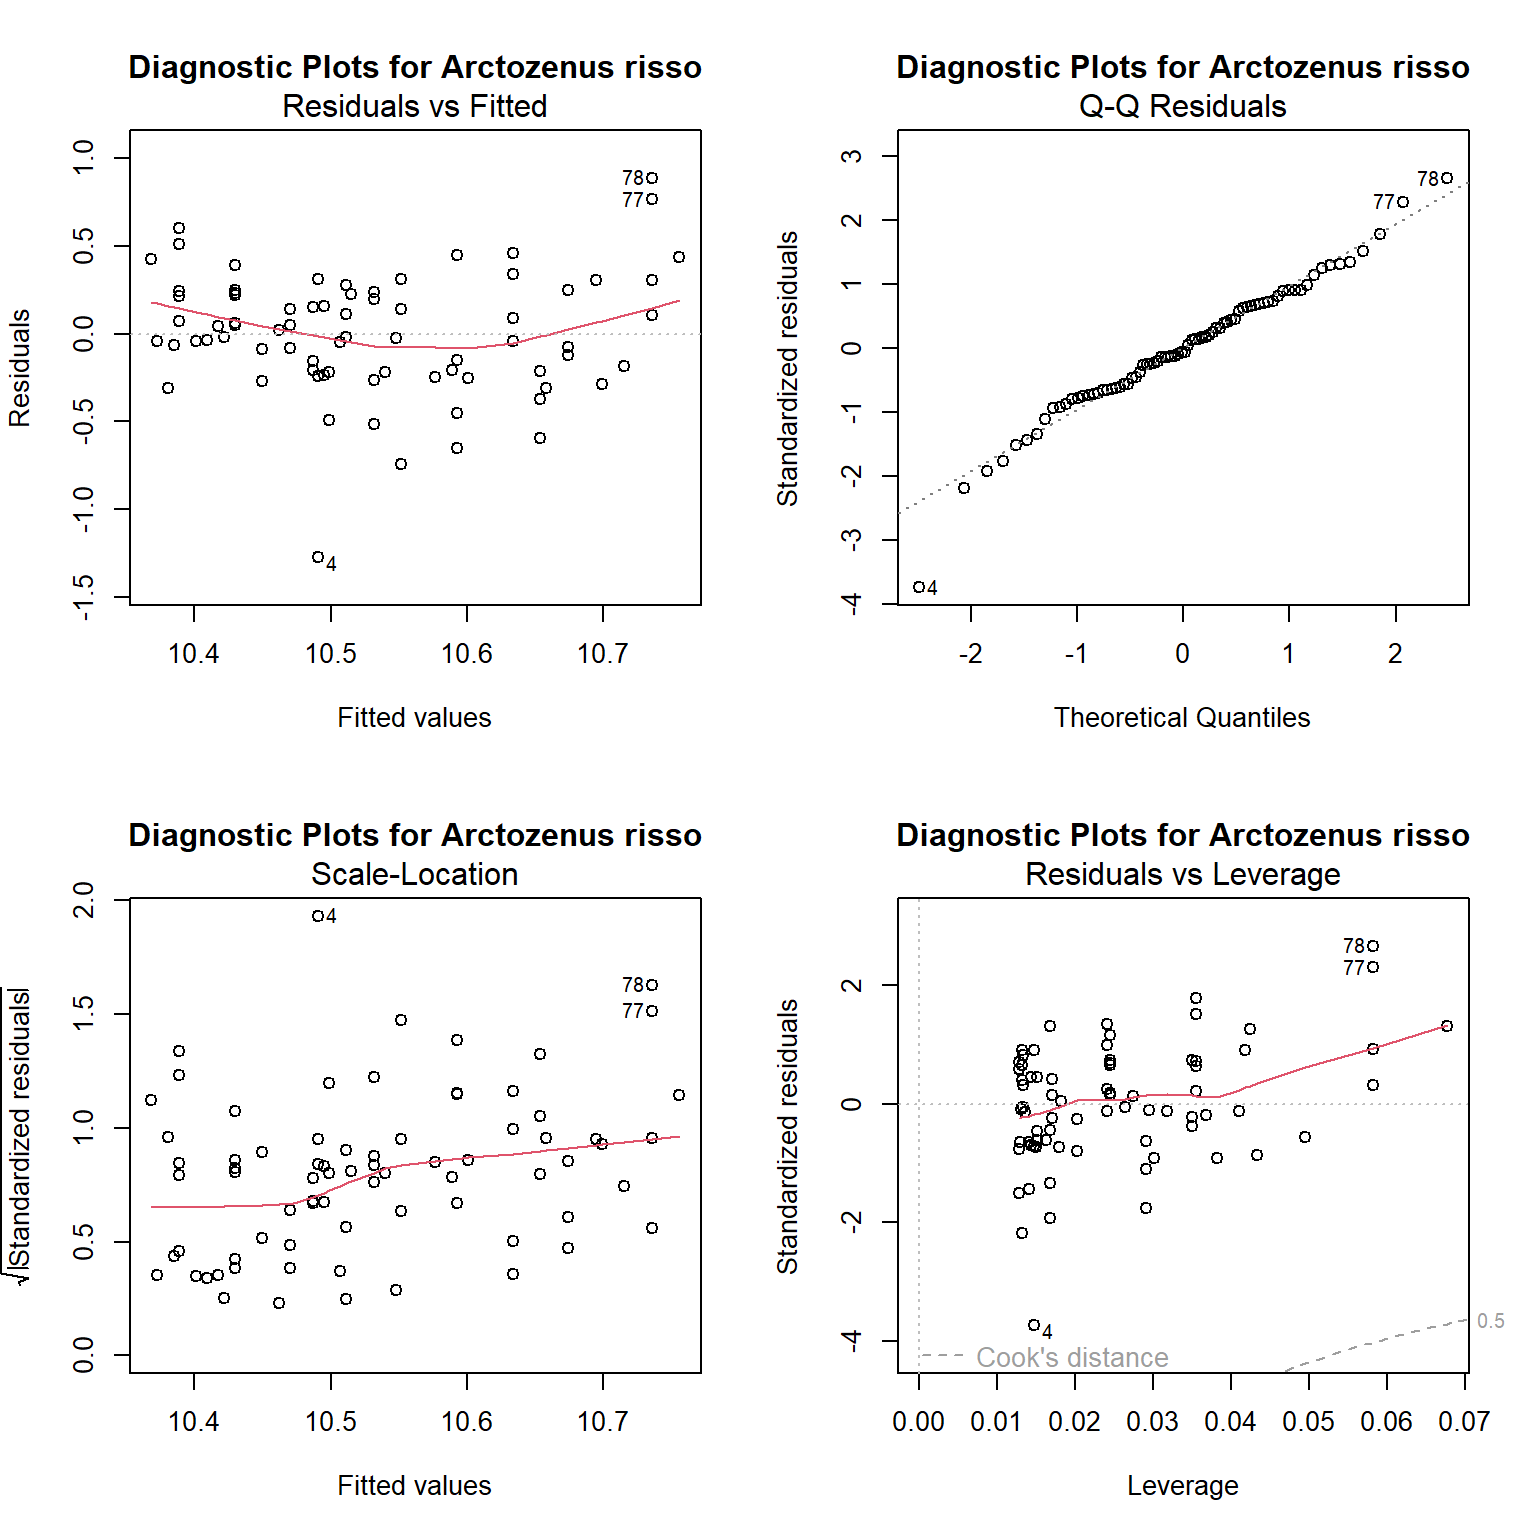 Diagnostic Plots for Arctozenus risso
Residuals vs Fitted
1.0
0.5
0.0
-0.5
-1.0
-1.5
Residuals
78
77
4
10.4 10.5 10.6 10.7
Fitted values
Diagnostic Plots for Arctozenus risso
Q-Q Residuals
3
2
1
0
-1
-2
-3
-4
Standardized residuals
78
77
4
-2 -1 0 1 2
Theoretical Quantiles
Diagnostic Plots for Arctozenus risso
Scale-Location
2.0
1.5
1.0
0.5
0.0
√|Standardized residuals|
4
78
77
10.4 10.5 10.6 10.7
Fitted values
Diagnostic Plots for Arctozenus risso
Residuals vs Leverage
2
0
-2
-4
Standardized residuals
78
77
4
0.5
Cook's distance
0.00 0.01 0.02 0.03 0.04 0.05 0.06 0.07
Leverage